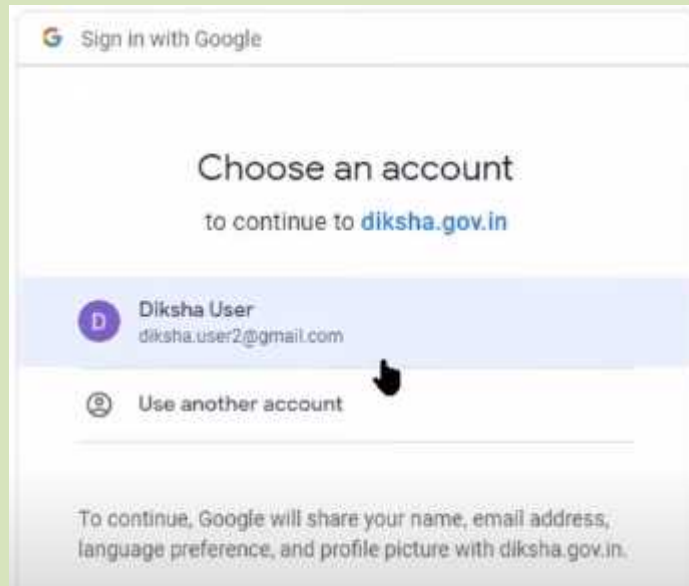 Sign in with Google
Choose an account
to continue to diksha.gov.in
D
Diksha User
diksha.user2@gmail.com
Use another account
To continue, Google will share your name, email address,
language preference, and profile picture with diksha.gov.in.